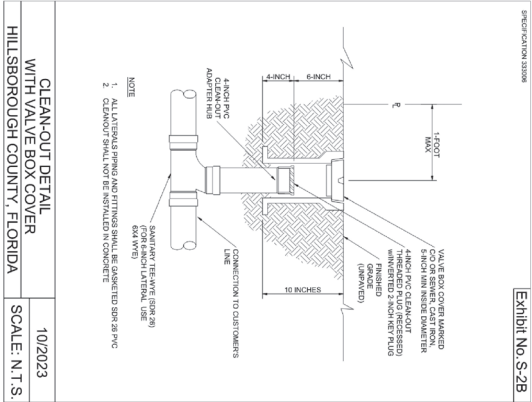 SPECIFICATION 333006
Exhibit No. S-2B
1-FOOT
MAX
VALVE BOX COVER MARKED
C/O OR SEWER, CAST IRON,
5-INCH MIN INSIDE DIAMETER
4-INCH PVC CLEAN-OUT
THREADED PLUG (RECESSED)
w/INVERTED 2-INCH KEY PLUG
FINISHED
GRADE
(UNPAVED)
6-INCH
4-INCH
10 INCHES
4-INCH PVC
CLEAN-OUT
ADAPTER HUB
CONNECTION TO CUSTOMER'S
LINE
SANITARY TEE-WYE (SDR 26)
(FOR 6-INCH LATERAL USE
6X4 WYE)
NOTE
1. ALL LATERALS PIPING AND FITTINGS SHALL BE GASKETED SDR 26 PVC
2. CLEANOUT SHALL NOT BE INSTALLED IN CONCRETE
CLEAN-OUT DETAIL
WITH VALVE BOX COVER
10/2023
HILLSBOROUGH COUNTY, FLORIDA
SCALE: N.T.S.